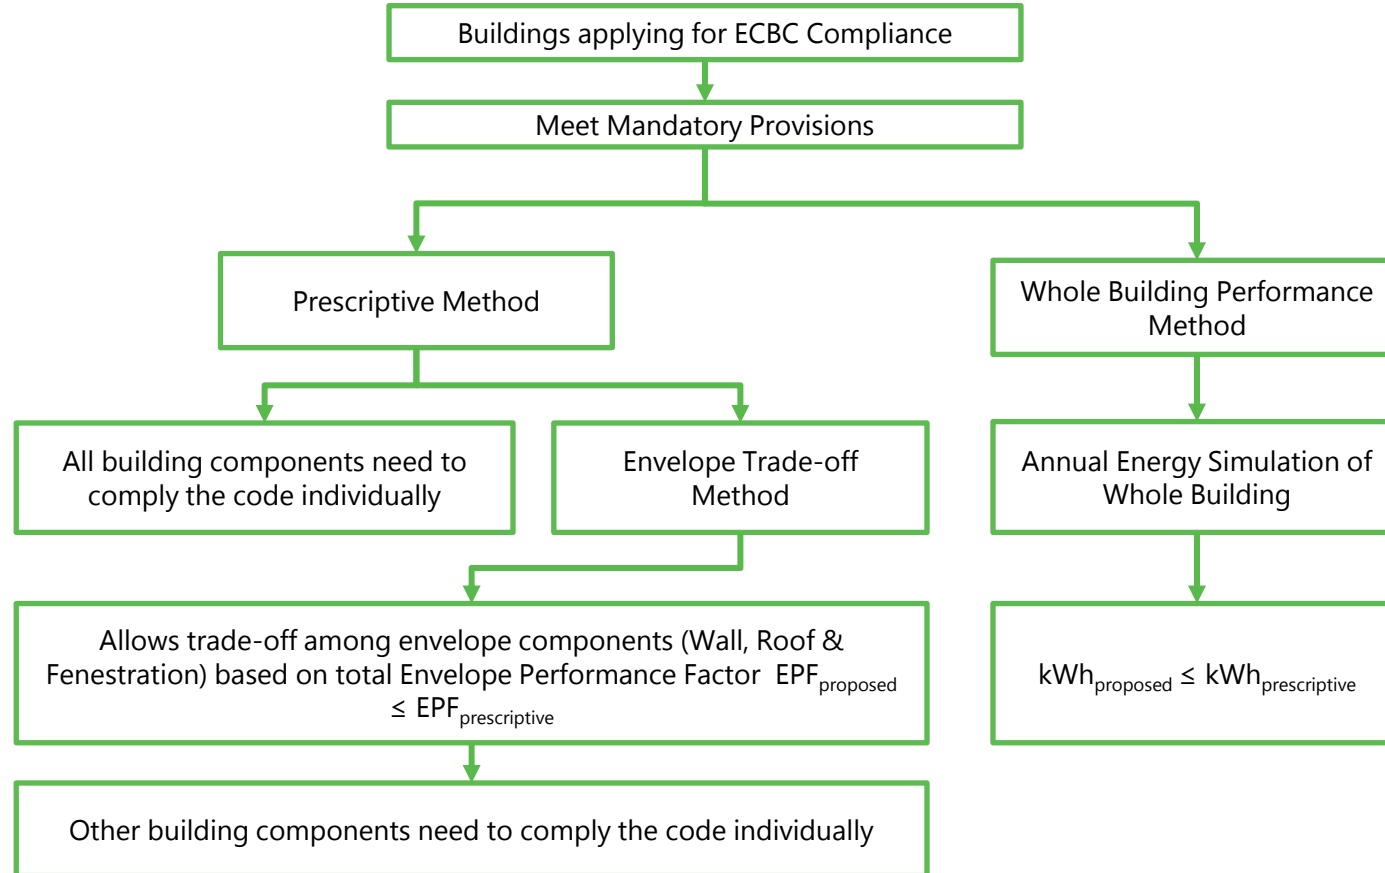 Buildings applying for ECBC Compliance
Meet Mandatory Provisions
Prescriptive Method
Whole Building Performance
Method
All building components need to
comply the code individually
Envelope Trade-off
Method
Annual Energy Simulation of
Whole Building
Allows trade-off among envelope components (Wall, Roof &
Fenestration) based on total Envelope Performance Factor EPFproposed
≤ EPFprescriptive
kWhproposed ≤ kWhprescriptive
Other building components need to comply the code individually